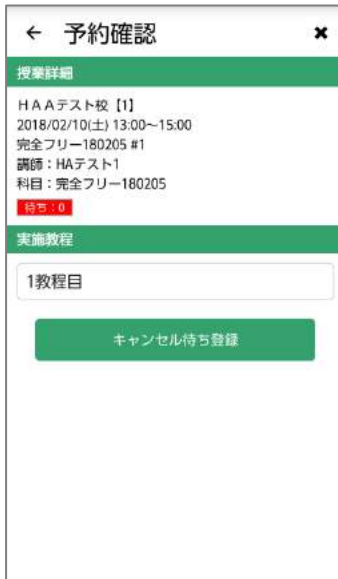 ← 予約確認 ✖
授業詳細
HAAテスト校【1】
2018/02/10(土) 13:00～15:00
完全フリー180205 #1
講師：HAテスト1
科目：完全フリー180205
待ち：0
実施教程
1教程目
キャンセル待ち登録